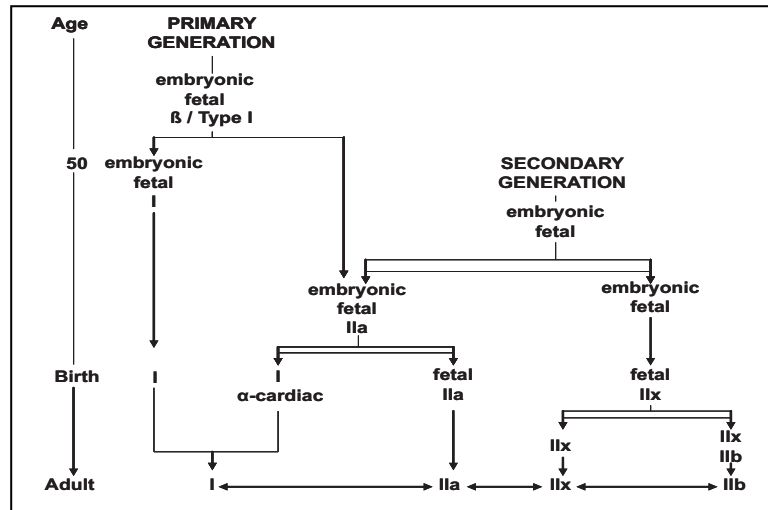 Age
PRIMARY
GENERATION
embryonic
fetal
ß / Type I
50
embryonic
fetal
I
SECONDARY
GENERATION
embryonic
fetal
embryonic
fetal
IIa
embryonic
fetal
Birth
I
I
α-cardiac
fetal
IIa
fetal
IIx
IIx
IIx
IIb
Adult
I
IIa
IIx
IIb